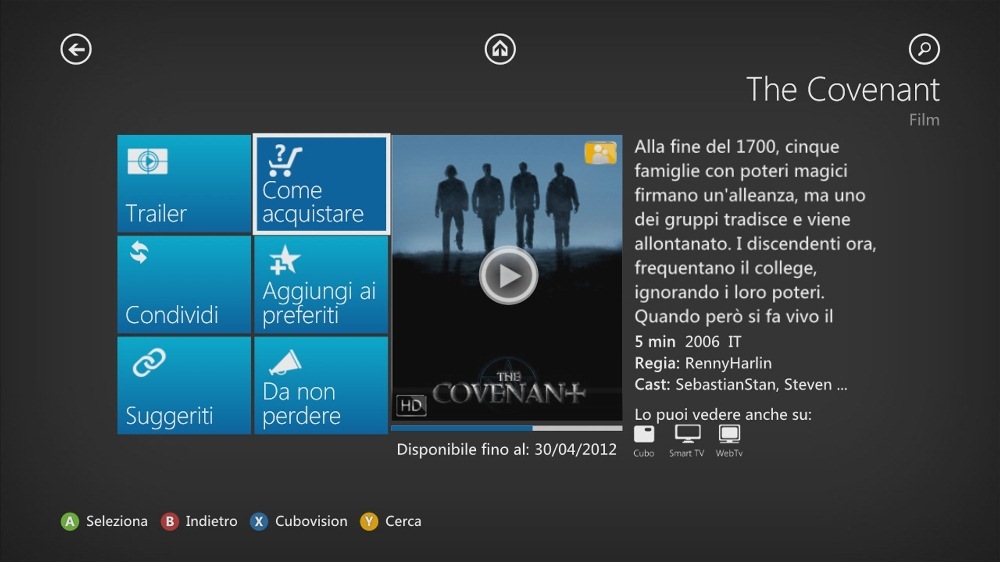 The Covenant
Film
Trailer
Come
acquistare
Condividi
Aggiungi ai
preferiti
Suggeriti
Da non
perdere
THE
COVENANT
HD
Disponibile fino al: 30/04/2012
Alla fine del 1700, cinque
famiglie con poteri magici
firmano un'alleanza, ma uno
dei gruppi tradisce e viene
allontanato. I discendenti ora,
frequentano il college,
ignorando i loro poteri.
Quando però si fa vivo il
5 min 2006 IT
Regia: RennyHarlin
Cast: SebastianStan, Steven ...
Lo puoi vedere anche su:
Cubo Smart TV WebTv
A Seleziona B Indietro X Cubovision Y Cerca